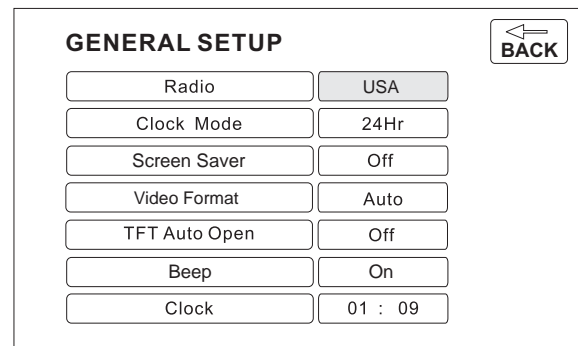 GENERAL SETUP
BACK
Radio USA
Clock Mode 24Hr
Screen Saver Off
Video Format Auto
TFT Auto Open Off
Beep On
Clock 01 : 09